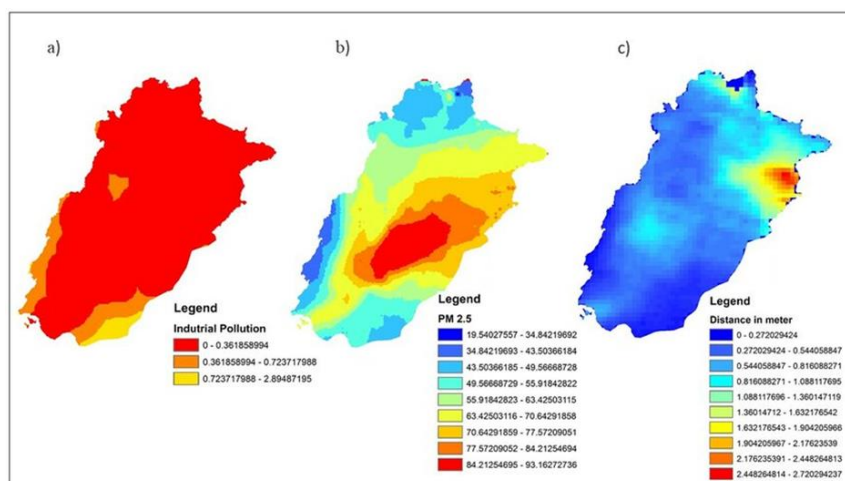 a)
b)
c)
Legend
Indutrial Pollution
0 - 0.361858994
0.361858994 - 0.723717988
0.723717988 - 2.89487195
Legend
PM 2.5
19.54027557 - 34.84219692
34.84219693 - 43.50366184
43.50366185 - 49.56668728
49.56668729 - 55.91842822
55.91842823 - 63.42503115
63.42503116 - 70.64291858
70.64291859 - 77.57209051
77.57209052 - 84.21254694
84.21254695 - 93.16272736
Legend
Distance in meter
0 - 0.272029424
0.272029424 - 0.544058847
0.544058847 - 0.816088271
0.816088271 - 1.088117695
1.088117696 - 1.360147119
1.36014712 - 1.632176542
1.632176543 - 1.904205966
1.904205967 - 2.17623539
2.176235391 - 2.448264813
2.448264814 - 2.720294237